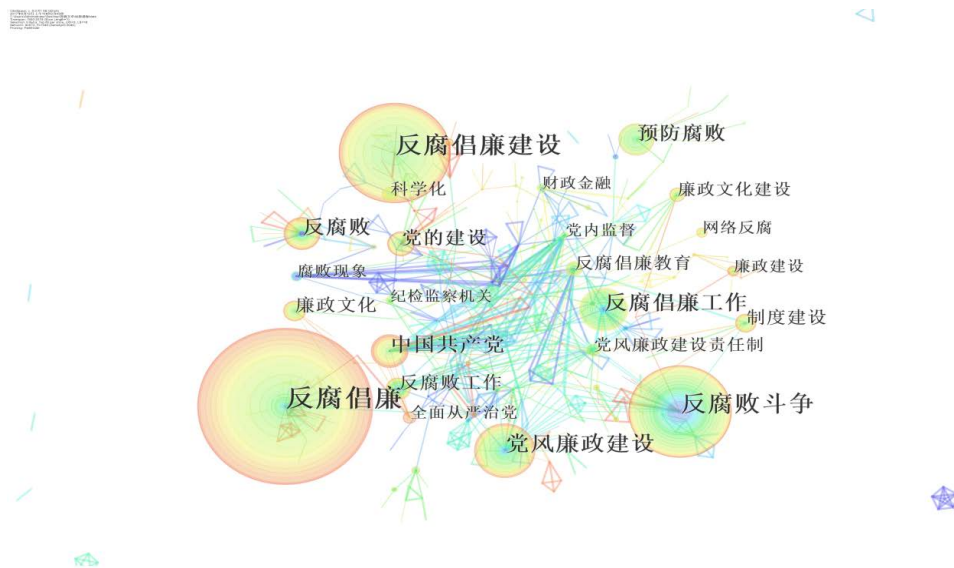 反腐倡廉建设
预防腐败
科学化
财政金融
廉政文化建设
反腐败
党的建设
党内监督
网络反腐
腐败现象
反腐倡廉教育
廉政建设
廉政文化
纪检监察机关
反腐倡廉工作
制度建设
中国共产党
党风廉政建设责任制
反腐倡廉
反腐败工作
全面从严治党
反腐败斗争
党风廉政建设